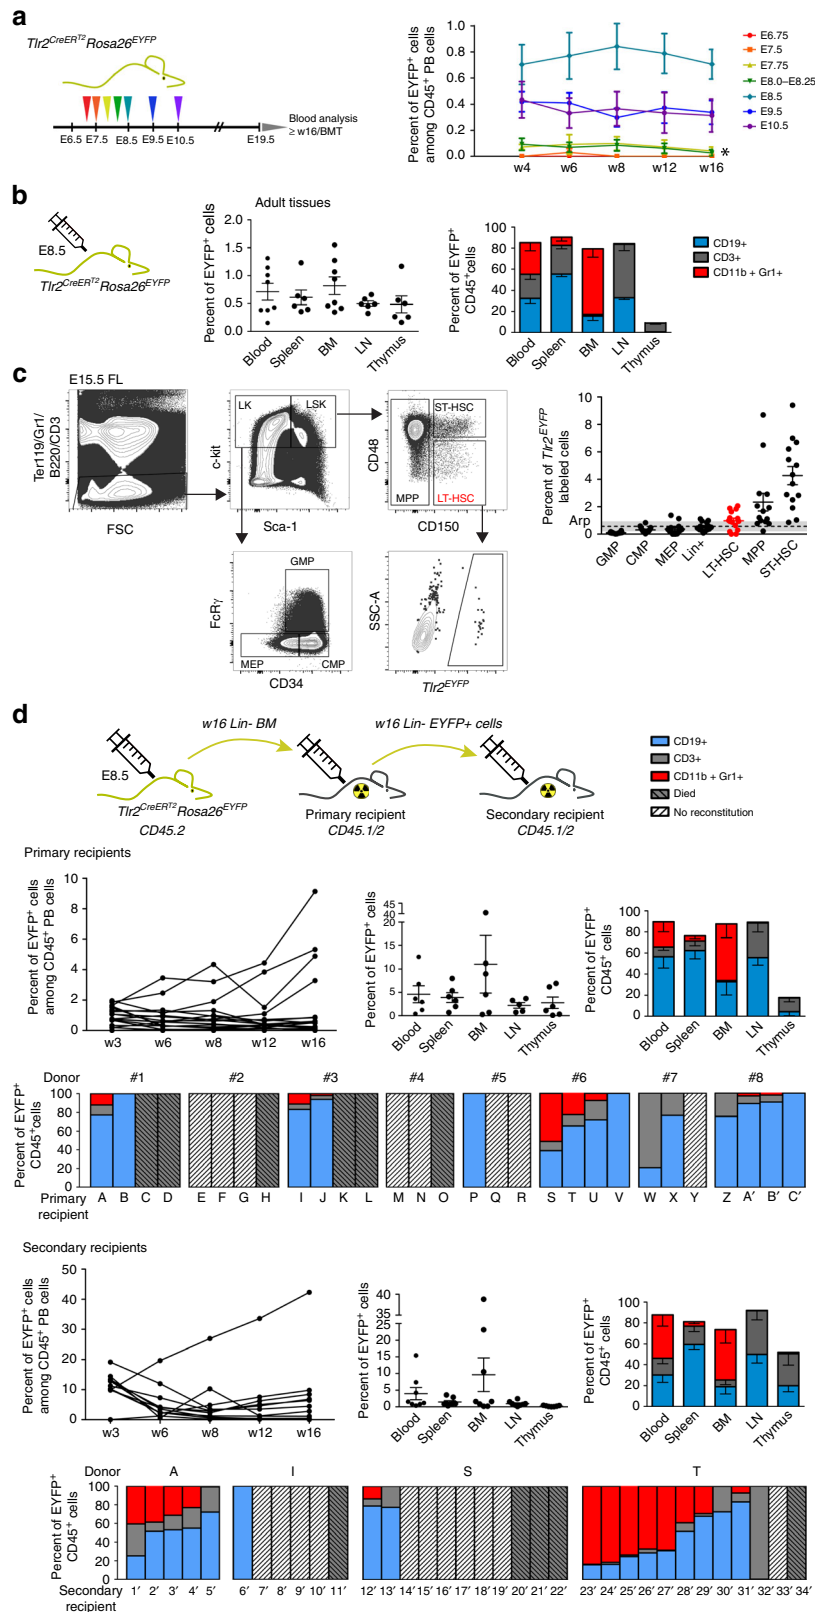 a
Tlr2CreERT2Rosa26EYFP
E6.5 E7.5 E8.5 E9.5 E10.5 E19.5
Blood analysis
≥ w16/BMT
Percent of EYFP+ cells
among CD45+ PB cells
1.0
0.8
0.6
0.4
0.2
0.0
w4 w6 w8 w12 w16
*
E6.75
E7.5
E7.75
E8.0–E8.25
E8.5
E9.5
E10.5
b
E8.5
Tlr2CreERT2Rosa26EYFP
Adult tissues
Percent of EYFP+ cells
2.0
1.5
1.0
0.5
0.0
Blood Spleen BM LN Thymus
Percent of EYFP+
CD45+cells
100
80
60
40
20
0
Blood Spleen BM LN Thymus
CD19+
CD3+
CD11b + Gr1+
c
E15.5 FL
Ter119/Gr1/
B220/CD3
FSC
LK LSK
c-kit
Sca-1
ST-HSC
MPP LT-HSC
CD48
CD150
GMP
MEP CMP
FcRγ
CD34
SSC-A
Tlr2EYFP
Percent of Tlr2EYFP
labeled cells
10
8
6
4
2
Arp
0
GMP CMP MEP Lin+ LT-HSC MPP ST-HSC
d
w16 Lin- BM
w16 Lin- EYFP+ cells
E8.5
Tlr2CreERT2Rosa26EYFP
CD45.2
Primary recipient
CD45.1/2
Secondary recipient
CD45.1/2
CD19+
CD3+
CD11b + Gr1+
Died
No reconstitution
Primary recipients
Percent of EYFP+ cells
among CD45+ PB cells
10
8
6
4
2
0
w3 w6 w8 w12 w16
Percent of EYFP+ cells
45
40
20
15
10
5
0
Blood Spleen BM LN Thymus
Percent of EYFP+
CD45+ cells
100
80
60
40
20
0
Blood Spleen BM LN Thymus
Donor #1 #2 #3 #4 #5 #6 #7 #8
Percent of EYFP+
CD45+cells
100
80
60
40
20
0
Primary
recipient
A B C D E F G H I J K L M N O P Q R S T U V W X Y Z A′ B′ C′
Secondary recipients
Percent of EYFP+ cells
among CD45+ PB cells
50
40
30
20
10
0
w3 w6 w8 w12 w16
Percent of EYFP+ cells
40
35
25
20
15
10
5
0
Blood Spleen BM LN Thymus
Percent of EYFP+
CD45+ cells
100
80
60
40
20
0
Blood Spleen BM LN Thymus
Donor A I S T
Percent of EYFP+
CD45+ cells
100
80
60
40
20
0
Secondary
recipient
1′ 2′ 3′ 4′ 5′ 6′ 7′ 8′ 9′ 10′ 11′ 12′ 13′ 14′ 15′ 16′ 17′ 18′ 19′ 20′ 21′ 22′ 23′ 24′ 25′ 26′ 27′ 28′ 29′ 30′ 31′ 32′ 33′ 34′